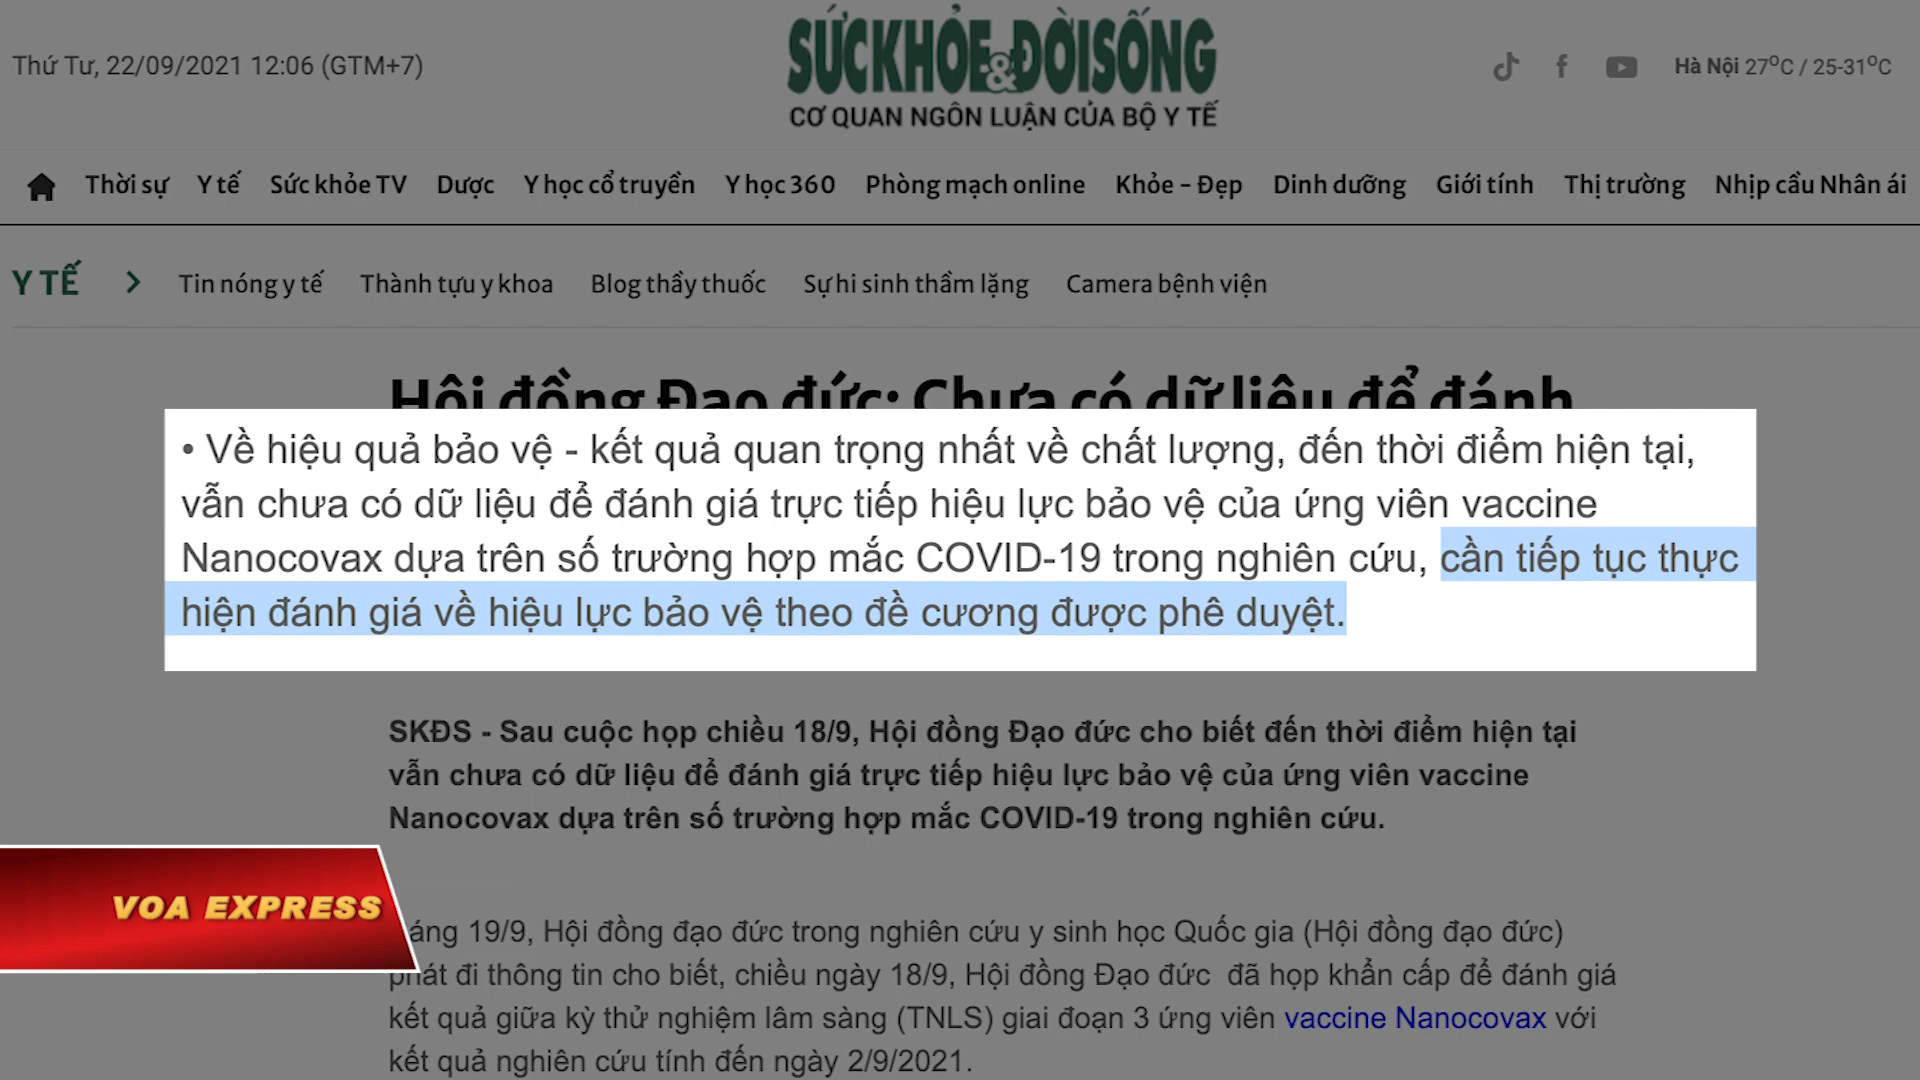 Thứ Tư, 22/09/2021 12:06 (GTM+7)
SỨCKHỎE&ĐỜISỐNG
CƠ QUAN NGÔN LUẬN CỦA BỘ Y TẾ
Hà Nội 27°C / 25-31°C
Thời sự Y tế Sức khỏe TV Dược Y học cổ truyền Y học 360 Phòng mạch online Khỏe - Đẹp Dinh dưỡng Giới tính Thị trường Nhịp cầu Nhân ái
Y TẾ > Tin nóng y tế Thành tựu y khoa Blog thầy thuốc Sự hi sinh thầm lặng Camera bệnh viện
Hội đồng Đạo đức: Chưa có dữ liệu để đánh
• Về hiệu quả bảo vệ - kết quả quan trọng nhất về chất lượng, đến thời điểm hiện tại,
vẫn chưa có dữ liệu để đánh giá trực tiếp hiệu lực bảo vệ của ứng viên vaccine
Nanocovax dựa trên số trường hợp mắc COVID-19 trong nghiên cứu, cần tiếp tục thực
hiện đánh giá về hiệu lực bảo vệ theo đề cương được phê duyệt.
SKĐS - Sau cuộc họp chiều 18/9, Hội đồng Đạo đức cho biết đến thời điểm hiện tại
vẫn chưa có dữ liệu để đánh giá trực tiếp hiệu lực bảo vệ của ứng viên vaccine
Nanocovax dựa trên số trường hợp mắc COVID-19 trong nghiên cứu.
VOA EXPRESS
19/9, Hội đồng đạo đức trong nghiên cứu y sinh học Quốc gia (Hội đồng đạo đức)
phát đi thông tin cho biết, chiều ngày 18/9, Hội đồng Đạo đức đã họp khẩn cấp để đánh giá
kết quả giữa kỳ thử nghiệm lâm sàng (TNLS) giai đoạn 3 ứng viên vaccine Nanocovax với
kết quả nghiên cứu tính đến ngày 2/9/2021.